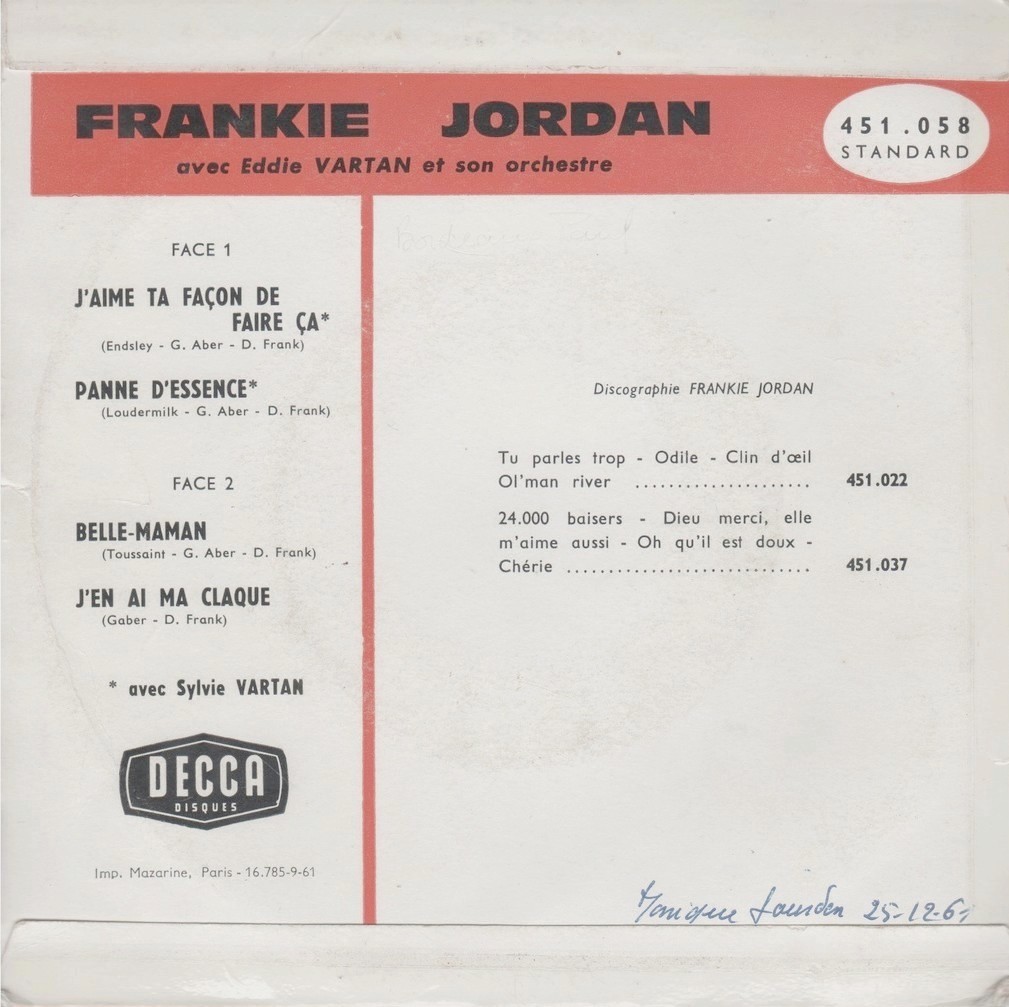 FRANKIE JORDAN
avec Eddie VARTAN et son orchestre
451.058
STANDARD
FACE 1
J'AIME TA FAÇON DE
FAIRE ÇA*
(Endsley - G. Aber - D. Frank)
PANNE D'ESSENCE*
(Loudermilk - G. Aber - D. Frank)
FACE 2
BELLE-MAMAN
(Toussaint - G. Aber - D. Frank)
J'EN AI MA CLAQUE
(Gaber - D. Frank)
* avec Sylvie VARTAN
DECCA
DISQUES
Imp. Mazarine, Paris - 16.785-9-61
Discographie FRANKIE JORDAN
Tu parles trop - Odile - Clin d'œil
Ol'man river ..................... 451.022
24.000 baisers - Dieu merci, elle
m'aime aussi - Oh qu'il est doux -
Chérie ............................. 451.037
Monique 25-12-61